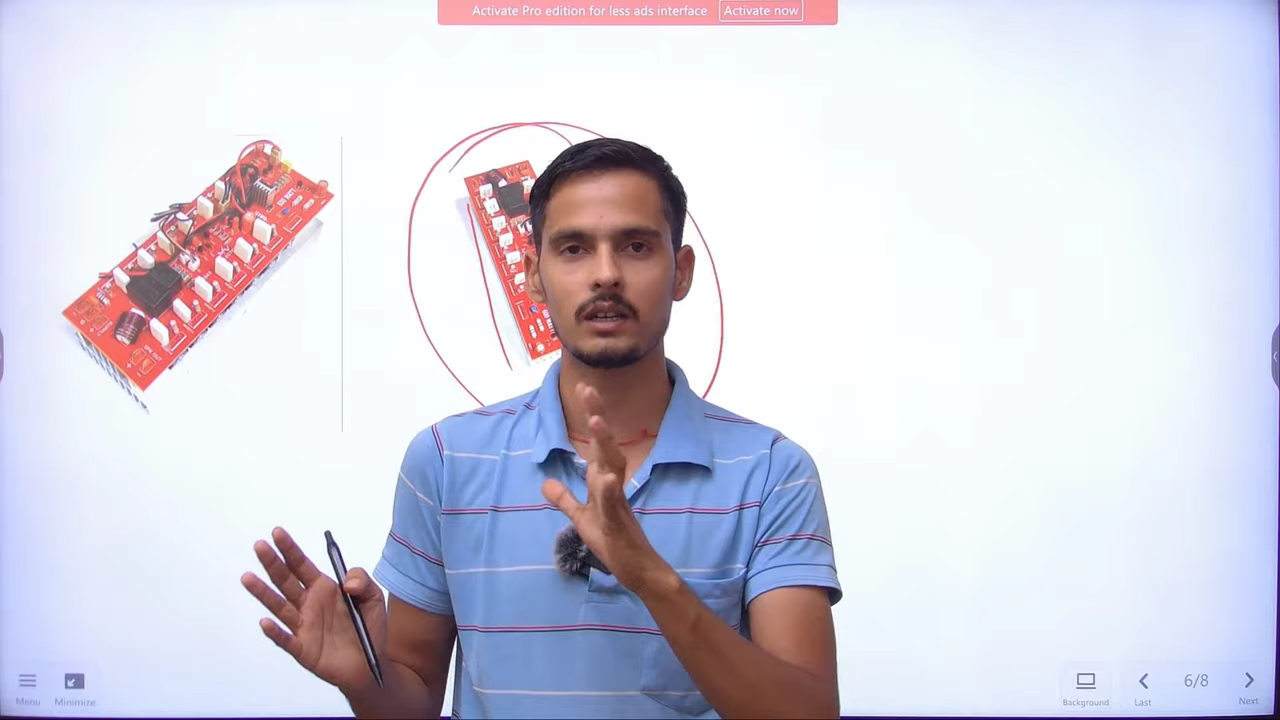 Activate Pro edition for less ads interface Activate now
Menu
Minimize
Background
Last
6/8
Next